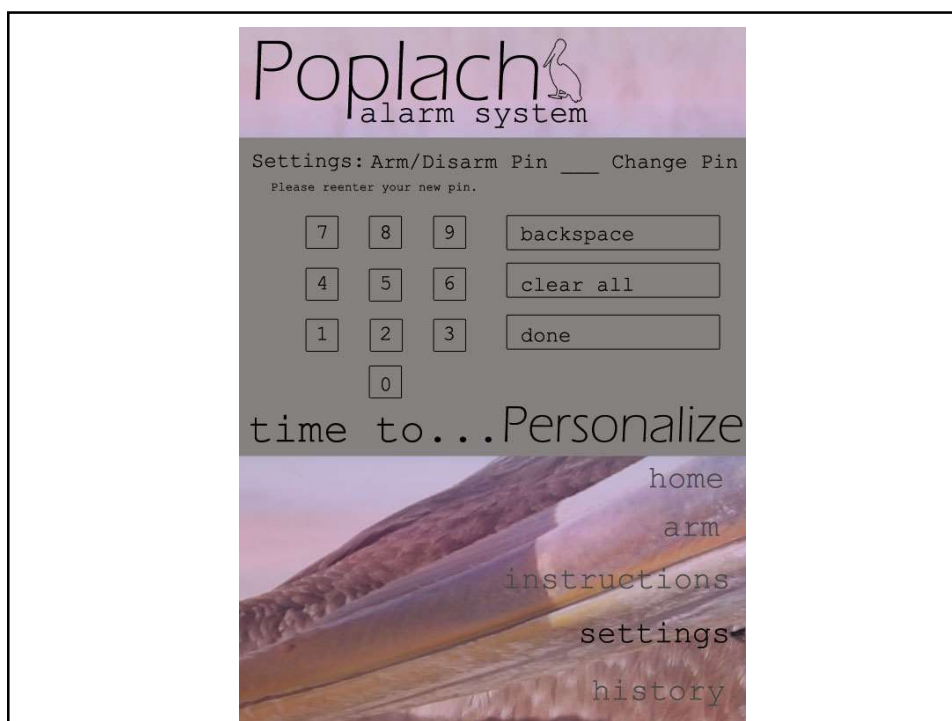 Poplach
alarm system
Settings: Arm/Disarm Pin ___ Change Pin
Please reenter your new pin.
7 8 9 backspace
4 5 6 clear all
1 2 3 done
0
time to...Personalize
home
arm
instructions
settings
history